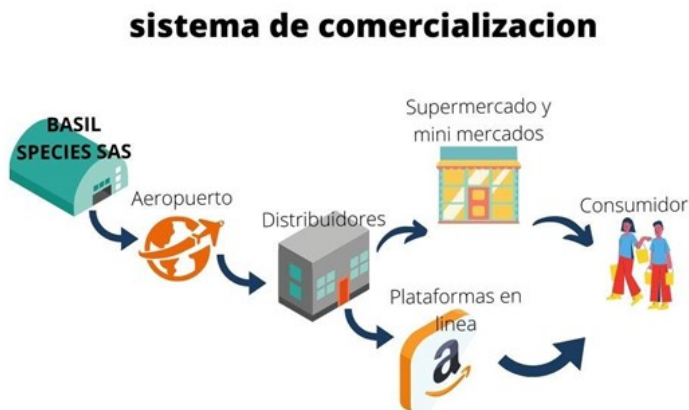 sistema de comercializacion
BASIL
SPECIES SAS
Aeropuerto
Distribuidores
Supermercado y
mini mercados
Consumidor
Plataformas en
linea
a